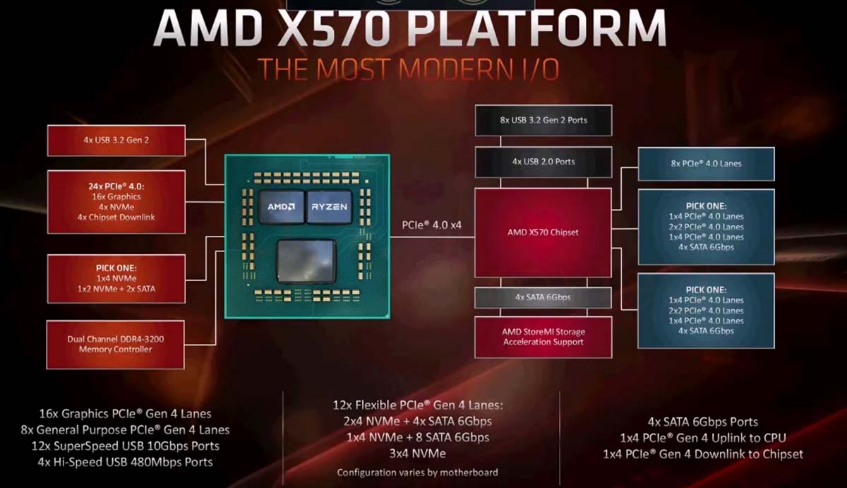 AMD X570 PLATFORM
THE MOST MODERN I/O
4x USB 3.2 Gen 2
24x PCIe® 4.0:
16x Graphics
4x NVMe
4x Chipset Downlink
PICK ONE:
1x4 NVMe
1x2 NVMe + 2x SATA
Dual Channel DDR4-3200
Memory Controller
AMD
RYZEN
PCIe® 4.0 x4
8x USB 3.2 Gen 2 Ports
4x USB 2.0 Ports
AMD X570 Chipset
4x SATA 6Gbps
AMD StoreMI Storage
Acceleration Support
8x PCIe® 4.0 Lanes
PICK ONE:
1x4 PCIe® 4.0 Lanes
2x2 PCIe® 4.0 Lanes
1x4 PCIe® 4.0 Lanes
4x SATA 6Gbps
PICK ONE:
1x4 PCIe® 4.0 Lanes
2x2 PCIe® 4.0 Lanes
1x4 PCIe® 4.0 Lanes
4x SATA 6Gbps
16x Graphics PCIe® Gen 4 Lanes
8x General Purpose PCIe® Gen 4 Lanes
12x SuperSpeed USB 10Gbps Ports
4x Hi-Speed USB 480Mbps Ports
12x Flexible PCIe® Gen 4 Lanes:
2x4 NVMe + 4x SATA 6Gbps
1x4 NVMe + 8 SATA 6Gbps
3x4 NVMe
Configuration varies by motherboard
4x SATA 6Gbps Ports
1x4 PCIe® Gen 4 Uplink to CPU
1x4 PCIe® Gen 4 Downlink to Chipset